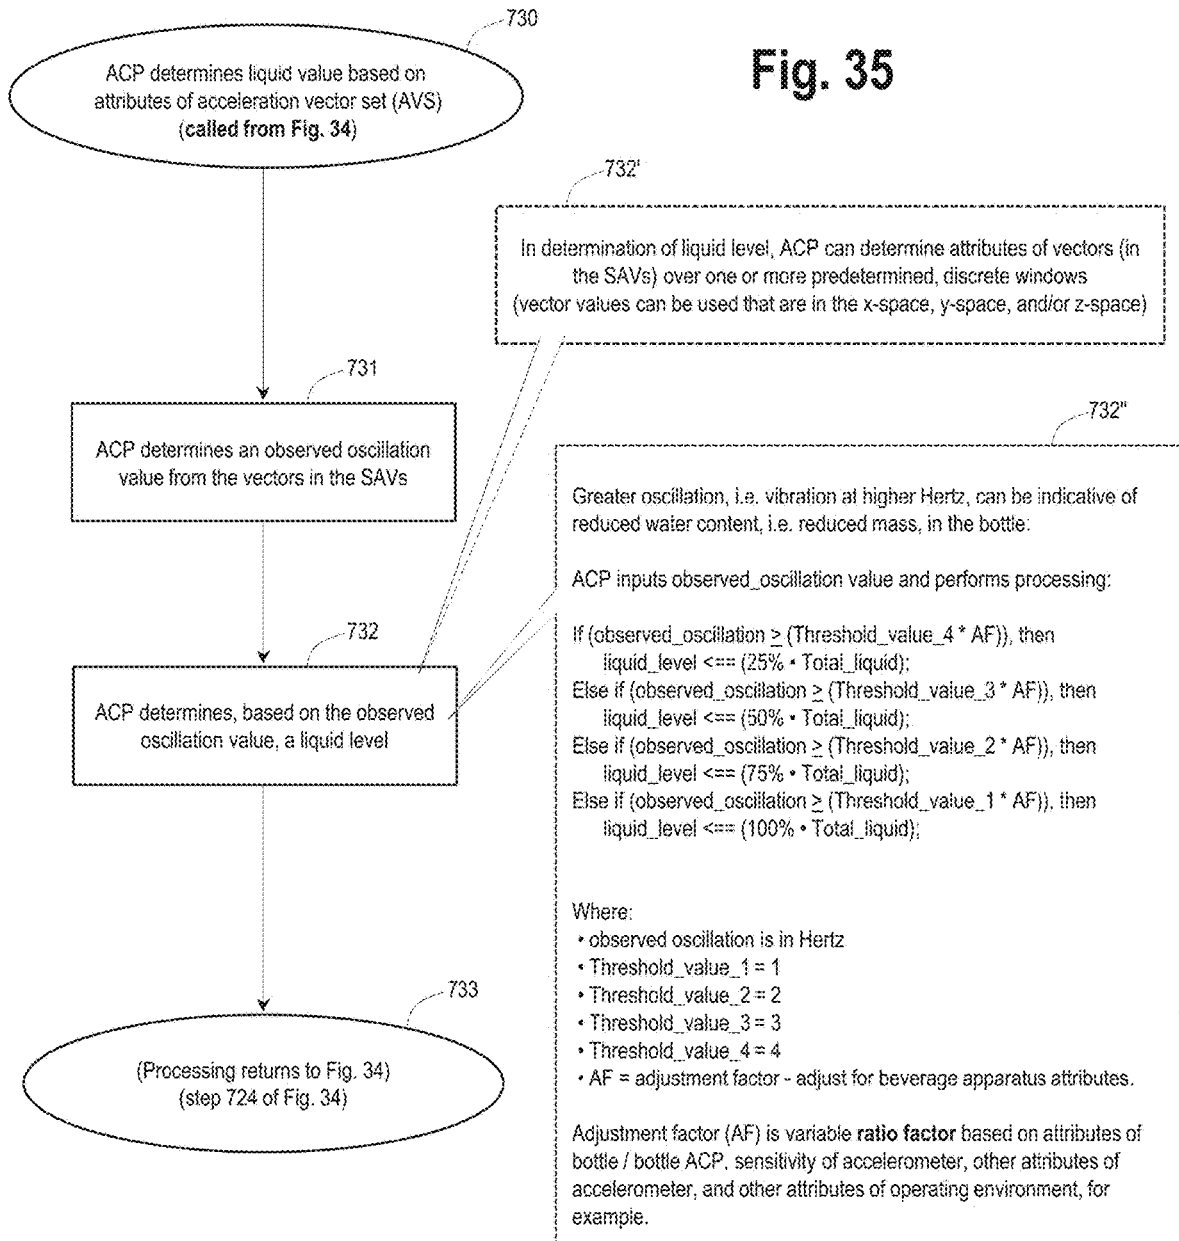 730
Fig. 35
ACP determines liquid value based on
attributes of acceleration vector set (AVS)
(called from Fig. 34)
732'
In determination of liquid level, ACP can determine attributes of vectors (in
the SAVs) over one or more predetermined, discrete windows
(vector values can be used that are in the x-space, y-space, and/or z-space)
731
ACP determines an observed oscillation
value from the vectors in the SAVs
732"
Greater oscillation, i.e. vibration at higher Hertz, can be indicative of
reduced water content, i.e. reduced mass, in the bottle:
ACP inputs observed_oscillation value and performs processing:
If (observed_oscillation ≥ (Threshold_value_4 * AF)), then
liquid_level <== (25% • Total_liquid);
Else if (observed_oscillation ≥ (Threshold_value_3 * AF)), then
liquid_level <== (50% • Total_liquid);
Else if (observed_oscillation ≥ (Threshold_value_2 * AF)), then
liquid_level <== (75% • Total_liquid);
Else if (observed_oscillation ≥ (Threshold_value_1 * AF)), then
liquid_level <== (100% • Total_liquid);
Where:
• observed oscillation is in Hertz
• Threshold_value_1 = 1
• Threshold_value_2 = 2
• Threshold_value_3 = 3
• Threshold_value_4 = 4
• AF = adjustment factor - adjust for beverage apparatus attributes.
Adjustment factor (AF) is variable ratio factor based on attributes of
bottle / bottle ACP, sensitivity of accelerometer, other attributes of
accelerometer, and other attributes of operating environment, for
example.
732
ACP determines, based on the observed
oscillation value, a liquid level
733
(Processing returns to Fig. 34)
(step 724 of Fig. 34)